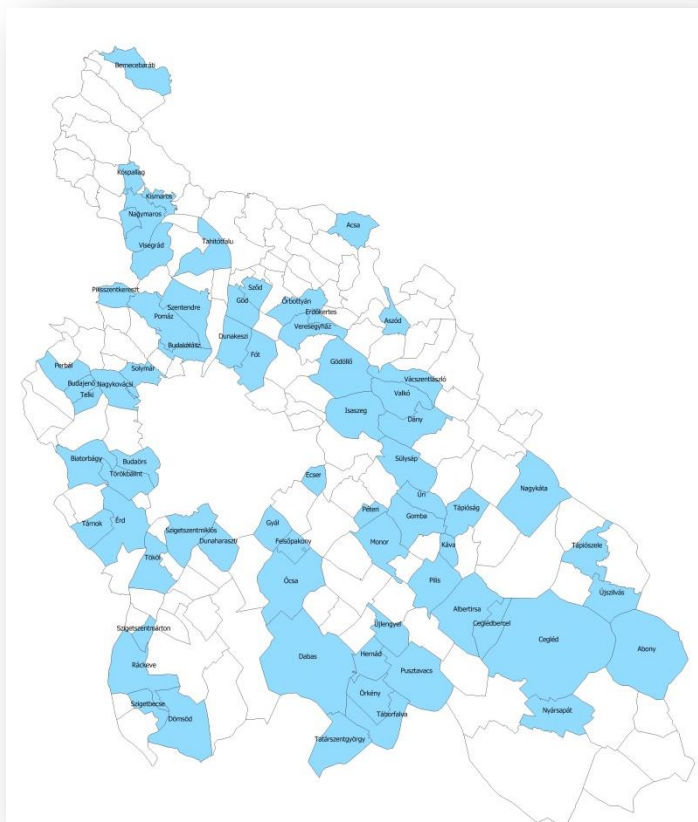 Bernecebaráti
Kóspallag
Kismaros
Nagymaros
Visegrád
Tahitótfalu
Acsa
Pilisszentkereszt
Szentendre
Pomáz
Budakalász
Sződ
Göd
Őrbottyán
Erdőkertes
Veresegyház
Aszód
Dunakeszi
Fót
Gödöllő
Perbál
Solymár
Budajenő
Nagykovácsi
Telki
Vácszentlászló
Valkó
Isaszeg
Dány
Biatorbágy
Budaörs
Törökbálint
Sülysáp
Ecser
Nagykáta
Úri
Tárnok
Érd
Szigetszentmiklós
Dunaharaszti
Gyál
Felsőpakony
Péteri
Gomba
Tápióság
Monor
Káva
Tápiószele
Tököl
Ócsa
Pilis
Újszilvás
Albertirsa
Ceglédbercel
Szigetszentmárton
Újlengyel
Cegléd
Abony
Ráckeve
Dabas
Hernád
Pusztavacs
Szigetbecse
Örkény
Dömsöd
Táborfalva
Nyársapát
Tatárszentgyörgy